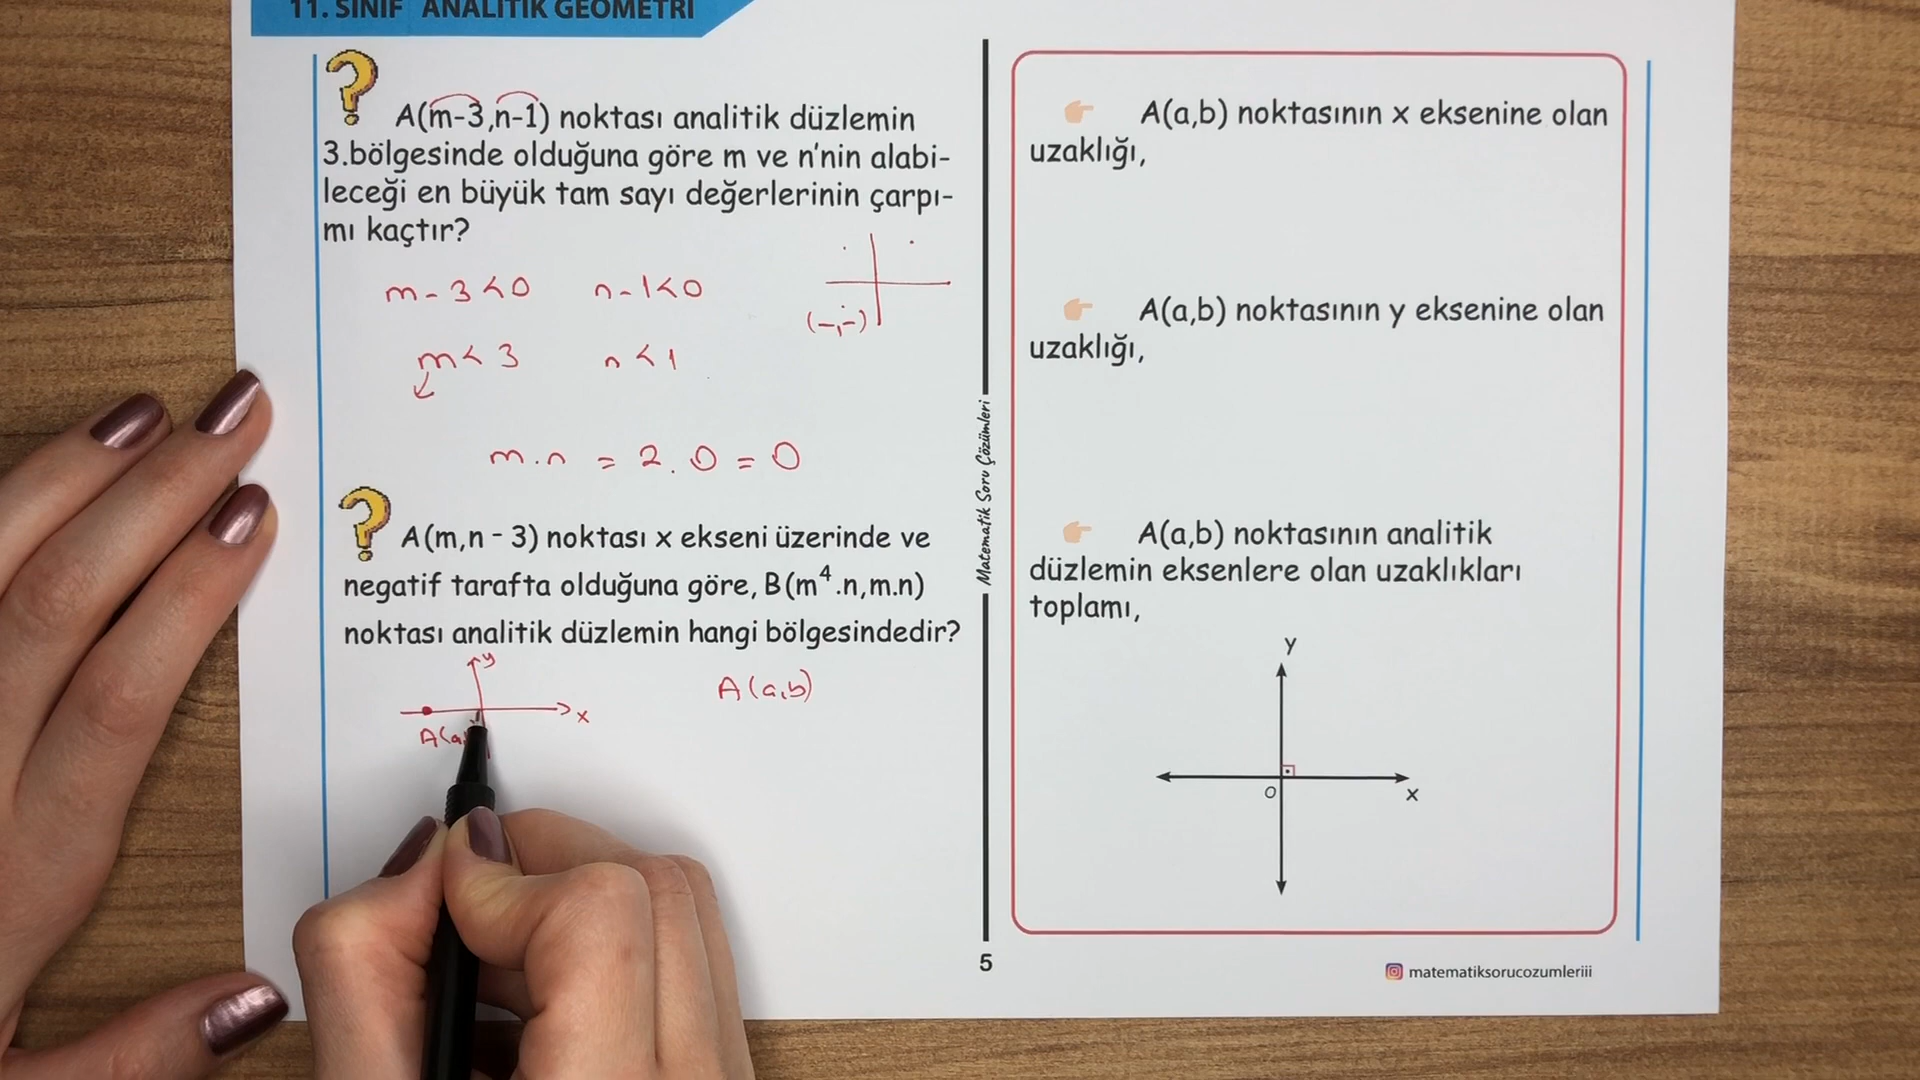 11. SINIF ANALİTİK GEOMETRİ
A(m-3,n-1) noktası analitik düzlemin
3.bölgesinde olduğuna göre m ve n'nin alabi-
leceği en büyük tam sayı değerlerinin çarpı-
mı kaçtır?
m-3<0 n-1<0
(-,-)
m<3 n<1
m.n = 2.0 = 0
A(m,n - 3) noktası x ekseni üzerinde ve
negatif tarafta olduğuna göre, B(m⁴.n,m.n)
noktası analitik düzlemin hangi bölgesindedir?
y
A(a,b)
x
A(a,
Matematik Soru Çözümleri
5
A(a,b) noktasının x eksenine olan
uzaklığı,
A(a,b) noktasının y eksenine olan
uzaklığı,
A(a,b) noktasının analitik
düzlemin eksenlere olan uzaklıkları
toplamı,
y
O
x
matematiksorucozumleriii